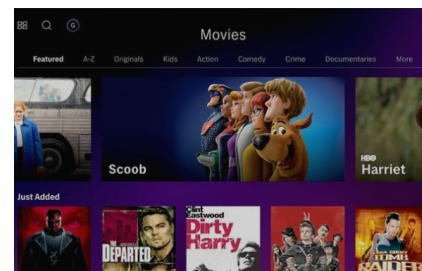 G
Movies
Featured A-Z Originals Kids Action Comedy Crime Documentaries More
Scoob
HBO
Harriet
Just Added
THE DEPARTED
Clint
Eastwood
Dirty
Harry
TOMB
RAIDER